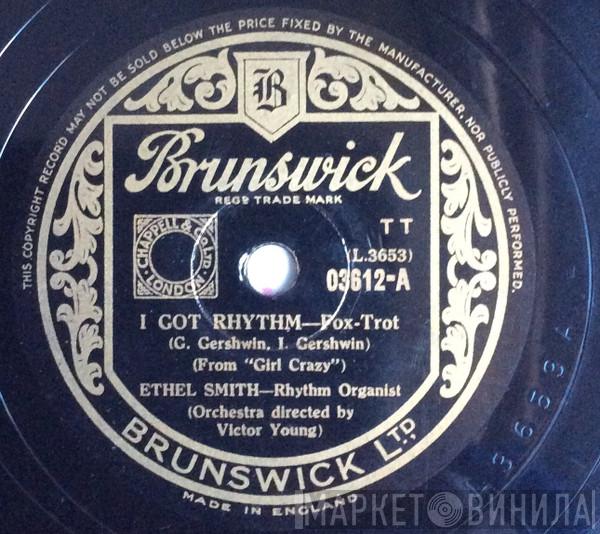 THIS COPYRIGHT RECORD MAY NOT BE SOLD BELOW THE PRICE FIXED BY THE MANUFACTURER, NOR PUBLICLY PERFORMED.
B
Brunswick
REGD TRADE MARK
CHAPPELL & CO LTD
LONDON
TT
(L.3653)
03612-A
I GOT RHYTHM—Fox-Trot
(G. Gershwin, I. Gershwin)
(From "Girl Crazy")
ETHEL SMITH—Rhythm Organist
(Orchestra directed by
Victor Young)
BRUNSWICK LTD
MADE IN ENGLAND
МАРКЕТ ВИНИЛА